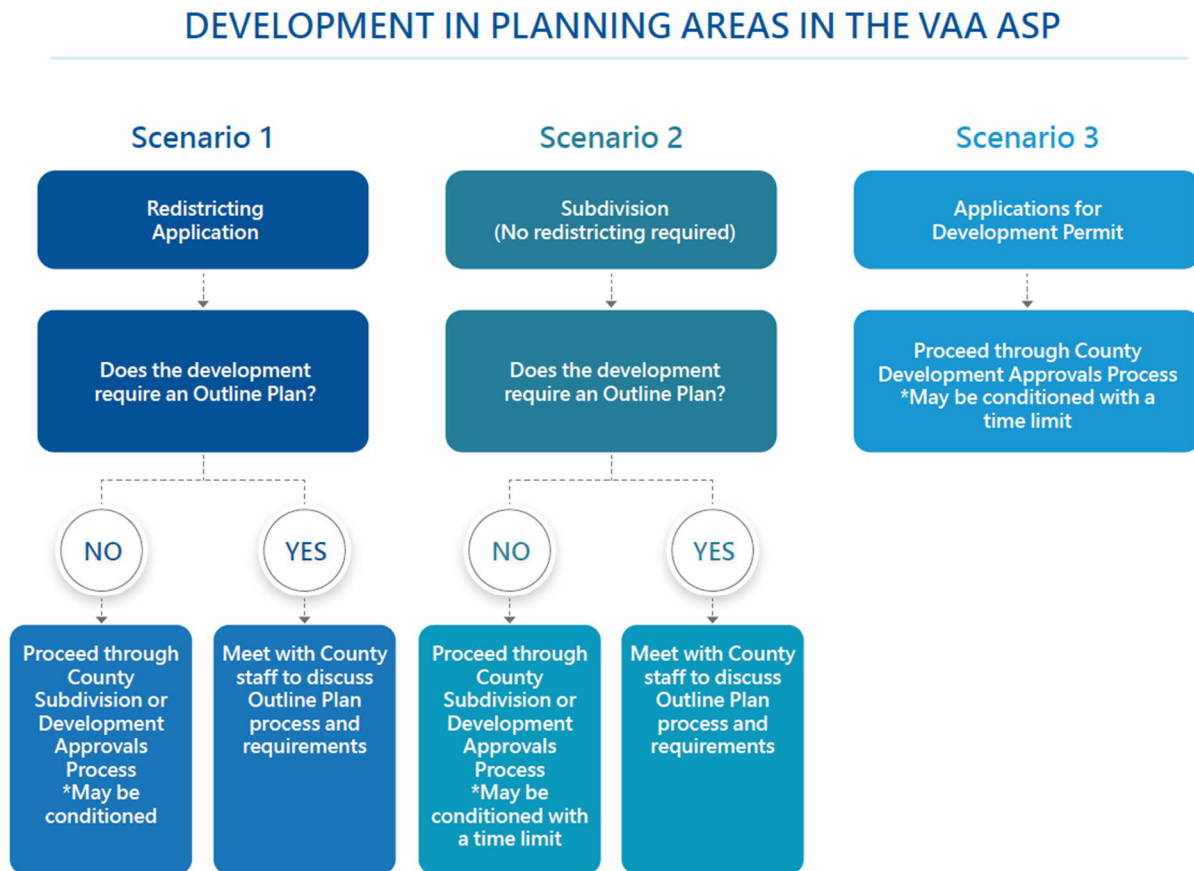 DEVELOPMENT IN PLANNING AREAS IN THE VAA ASP
Scenario 1
Redistricting
Application
Does the development
require an Outline Plan?
NO
YES
Proceed through
County
Subdivision or
Development
Approvals
Process
*May be
conditioned
Meet with County
staff to discuss
Outline Plan
process and
requirements
Scenario 2
Subdivision
(No redistricting required)
Does the development
require an Outline Plan?
NO
YES
Proceed through
County
Subdivision or
Development
Approvals
Process
*May be
conditioned with
a time limit
Meet with County
staff to discuss
Outline Plan
process and
requirements
Scenario 3
Applications for
Development Permit
Proceed through County
Development Approvals Process
*May be conditioned with a
time limit